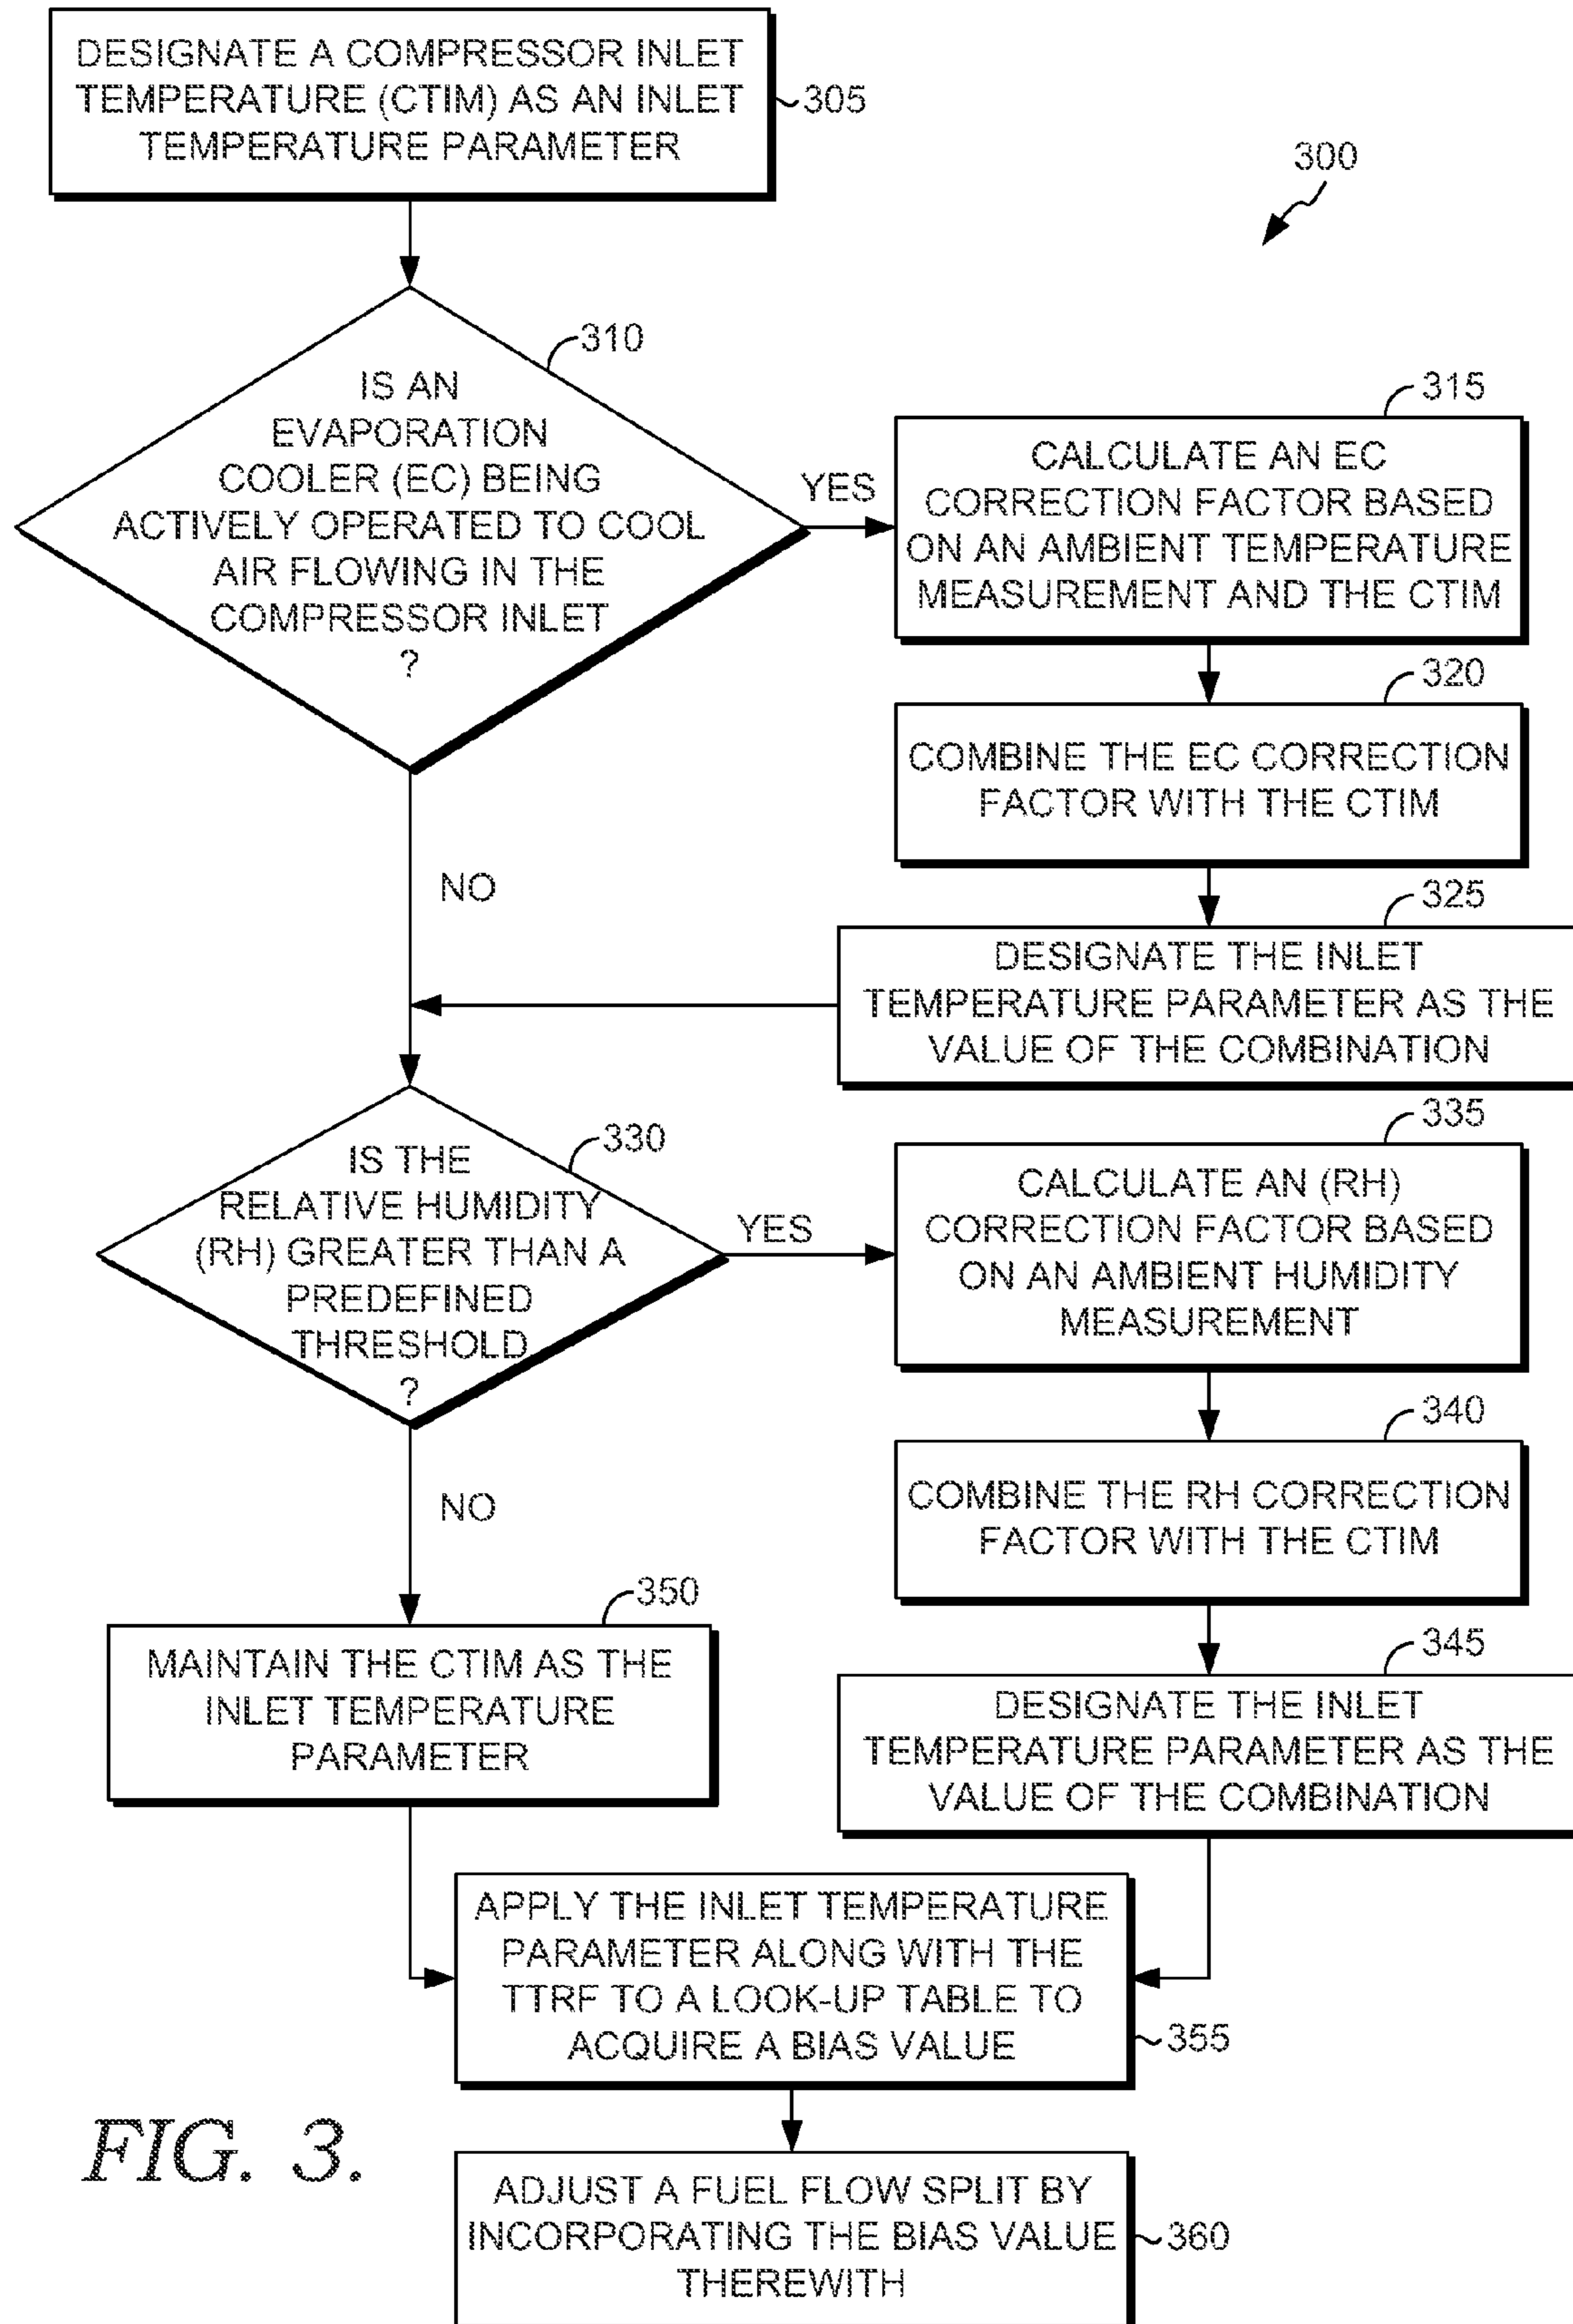 DESIGNATE A COMPRESSOR INLET
TEMPERATURE (CTIM) AS AN INLET
TEMPERATURE PARAMETER
305
300
310
IS AN
EVAPORATION
COOLER (EC) BEING
ACTIVELY OPERATED TO COOL
AIR FLOWING IN THE
COMPRESSOR INLET
?
YES
315
CALCULATE AN EC
CORRECTION FACTOR BASED
ON AN AMBIENT TEMPERATURE
MEASUREMENT AND THE CTIM
320
COMBINE THE EC CORRECTION
FACTOR WITH THE CTIM
NO
325
DESIGNATE THE INLET
TEMPERATURE PARAMETER AS THE
VALUE OF THE COMBINATION
330
IS THE
RELATIVE HUMIDITY
(RH) GREATER THAN A
PREDEFINED
THRESHOLD
?
YES
335
CALCULATE AN (RH)
CORRECTION FACTOR BASED
ON AN AMBIENT HUMIDITY
MEASUREMENT
340
COMBINE THE RH CORRECTION
FACTOR WITH THE CTIM
NO
350
MAINTAIN THE CTIM AS THE
INLET TEMPERATURE
PARAMETER
345
DESIGNATE THE INLET
TEMPERATURE PARAMETER AS THE
VALUE OF THE COMBINATION
APPLY THE INLET TEMPERATURE
PARAMETER ALONG WITH THE
TTRF TO A LOOK-UP TABLE TO
ACQUIRE A BIAS VALUE
355
FIG. 3.
ADJUST A FUEL FLOW SPLIT BY
INCORPORATING THE BIAS VALUE
THEREWITH
360